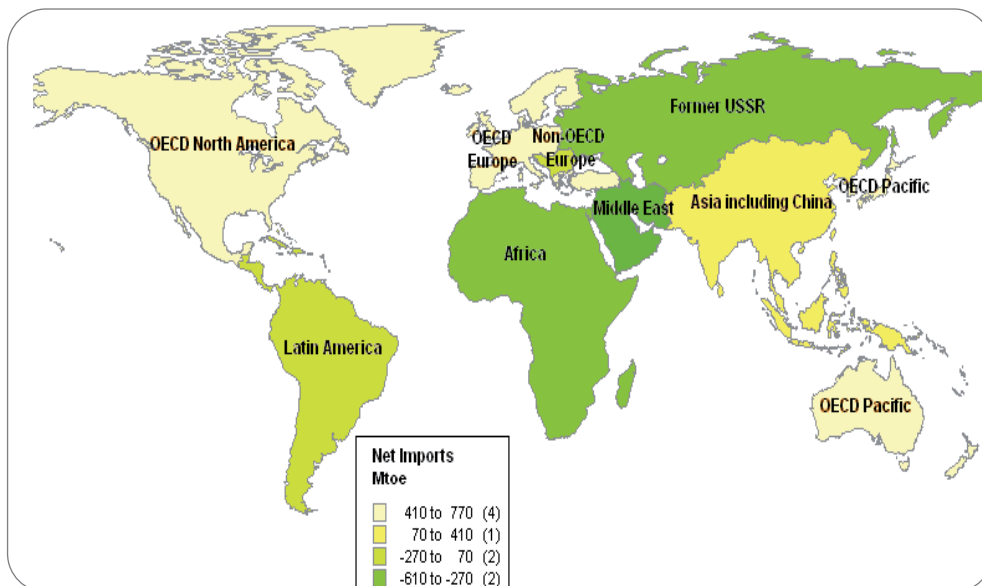 Former USSR
OECD North America
OECD
Europe
Non-OECD
Europe
OECD Pacific
Middle East
Asia including China
Africa
Latin America
OECD Pacific
Net Imports
Mtoe
410 to 770 (4)
70 to 410 (1)
-270 to 70 (2)
-610 to -270 (2)